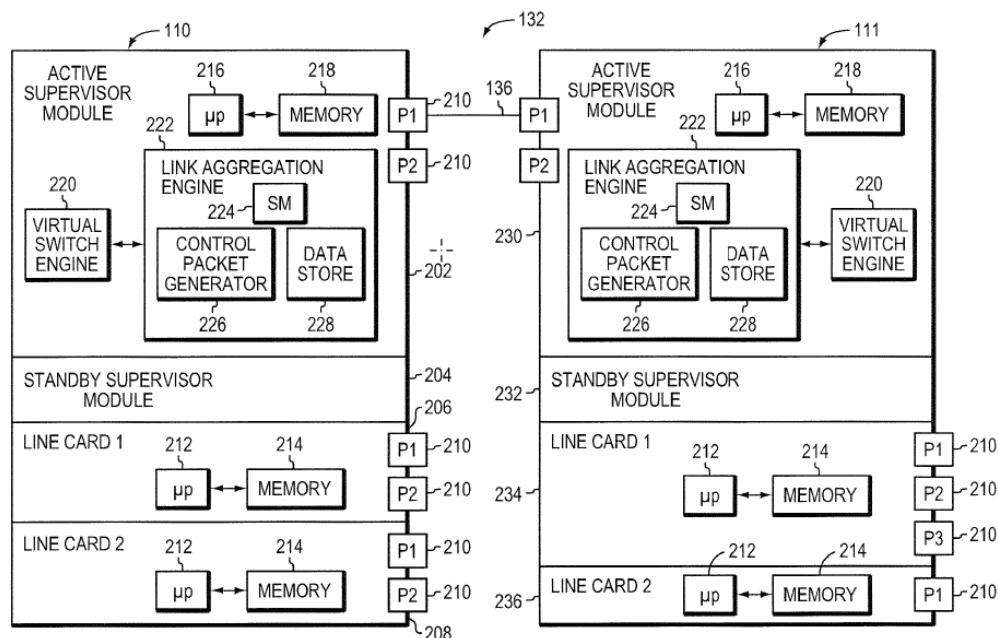 132
110
ACTIVE
SUPERVISOR
MODULE
216
218
µp
MEMORY
P1
210
P2
210
222
LINK AGGREGATION
ENGINE
224
SM
220
VIRTUAL
SWITCH
ENGINE
CONTROL
PACKET
GENERATOR
DATA
STORE
226
228
202
STANDBY SUPERVISOR
MODULE
204
206
LINE CARD 1
212
214
µp
MEMORY
P1
210
P2
210
LINE CARD 2
212
214
µp
MEMORY
P1
210
P2
210
208
136
111
ACTIVE
SUPERVISOR
MODULE
216
218
µp
MEMORY
P1
P2
222
LINK AGGREGATION
ENGINE
224
SM
220
VIRTUAL
SWITCH
ENGINE
CONTROL
PACKET
GENERATOR
DATA
STORE
226
228
230
STANDBY SUPERVISOR
MODULE
232
LINE CARD 1
212
214
µp
MEMORY
P1
210
P2
210
P3
210
234
LINE CARD 2
212
214
µp
MEMORY
P1
210
236